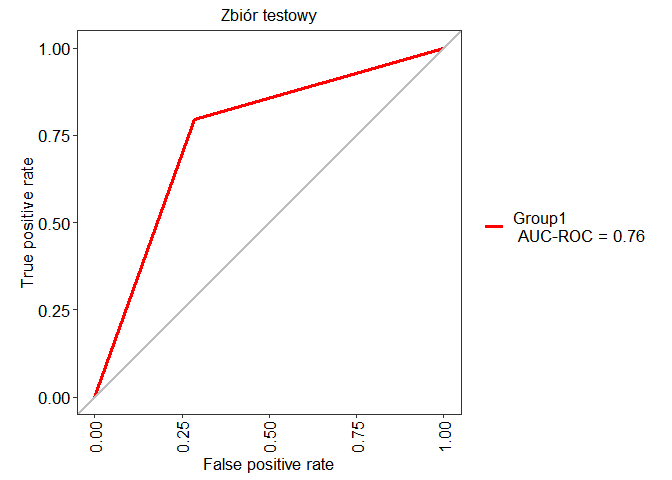 Zbiór testowy
True positive rate
1.00
0.75
0.50
0.25
0.00
0.00
0.25
0.50
0.75
1.00
False positive rate
Group1
AUC-ROC = 0.76